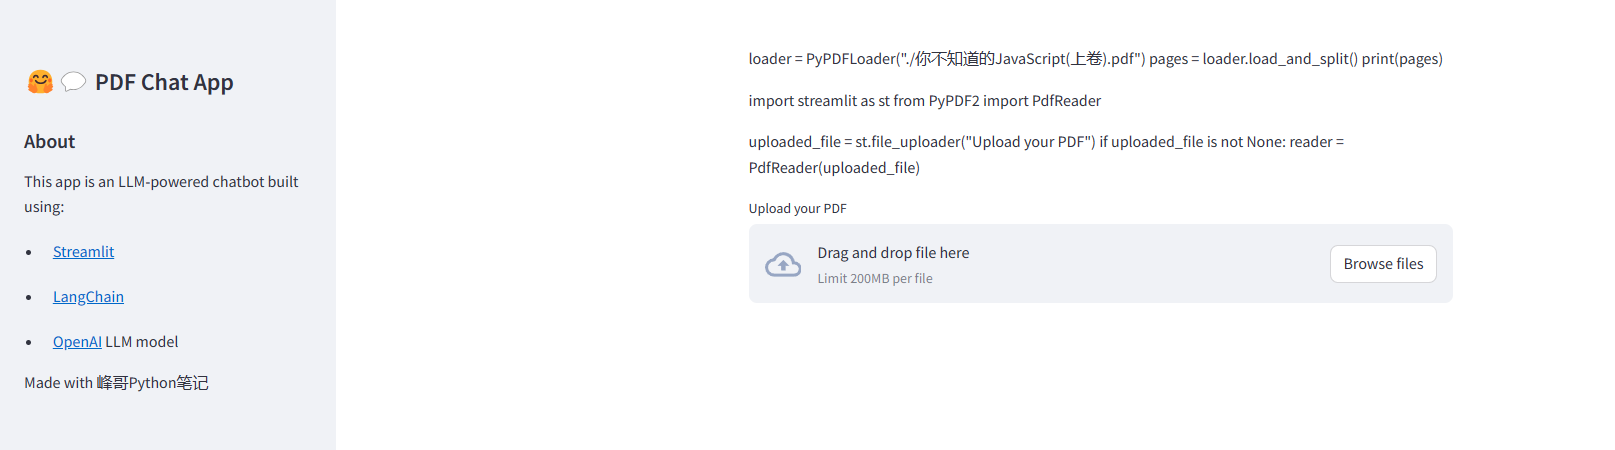 🤗💬 PDF Chat App
About
This app is an LLM-powered chatbot built
using:
• Streamlit
• LangChain
• OpenAI LLM model
Made with 峰哥Python笔记
loader = PyPDFLoader("./你不知道的JavaScript(上卷).pdf") pages = loader.load_and_split() print(pages)
import streamlit as st from PyPDF2 import PdfReader
uploaded_file = st.file_uploader("Upload your PDF") if uploaded_file is not None: reader =
PdfReader(uploaded_file)
Upload your PDF
Drag and drop file here
Limit 200MB per file
Browse files